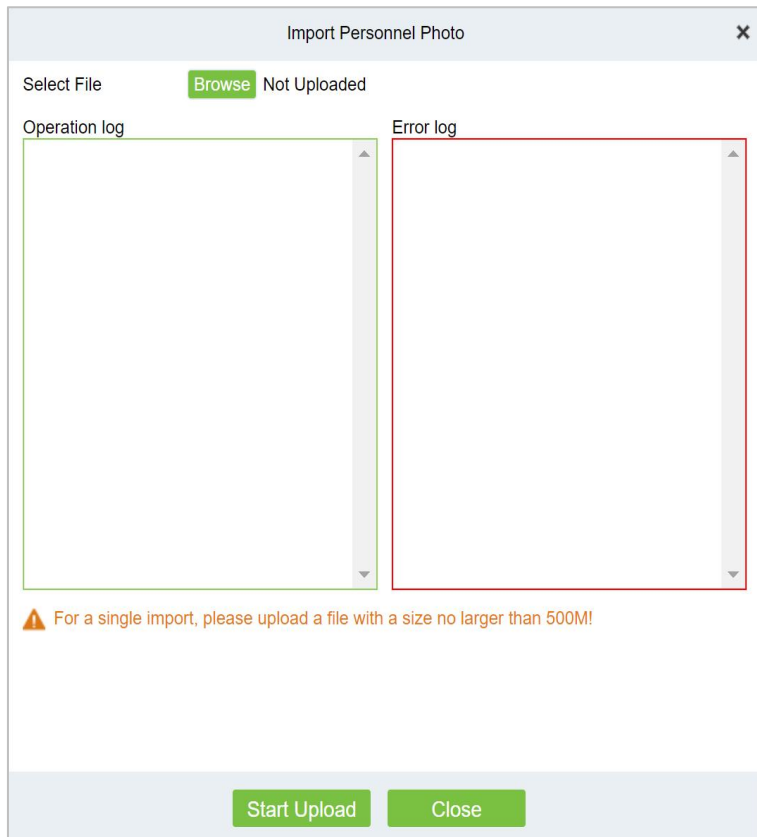 Import Personnel Photo
Select File Browse Not Uploaded
Operation log Error log
For a single import, please upload a file with a size no larger than 500M!
Start Upload Close